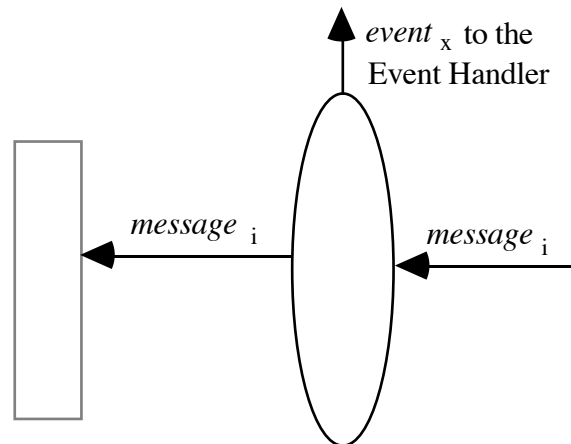 event x to the
Event Handler
message i
message i